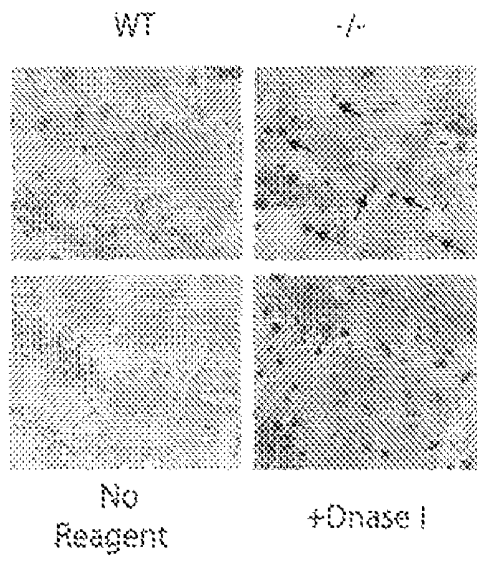 WT
-/-
No
Reagent
+Dnase I